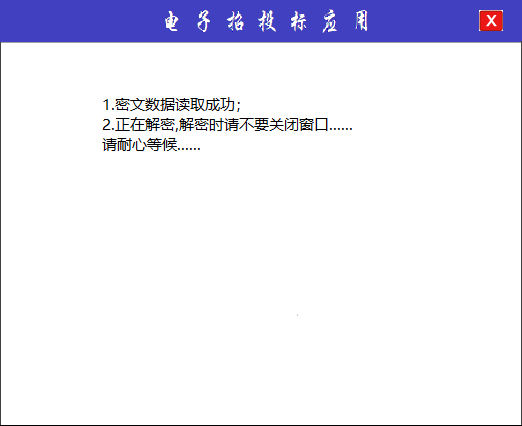 电子招投标应用
X
1.密文数据读取成功；
2.正在解密,解密时请不要关闭窗口......
请耐心等候......